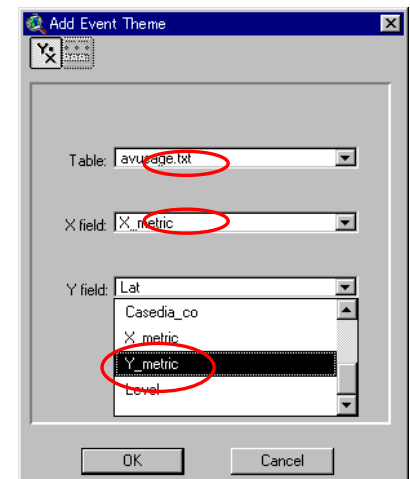 Add Event Theme
Y
X
Table: avusage.txt
X field: X_metric
Y field: Lat
Casedia_co
X_metric
Y_metric
Level
OK Cancel